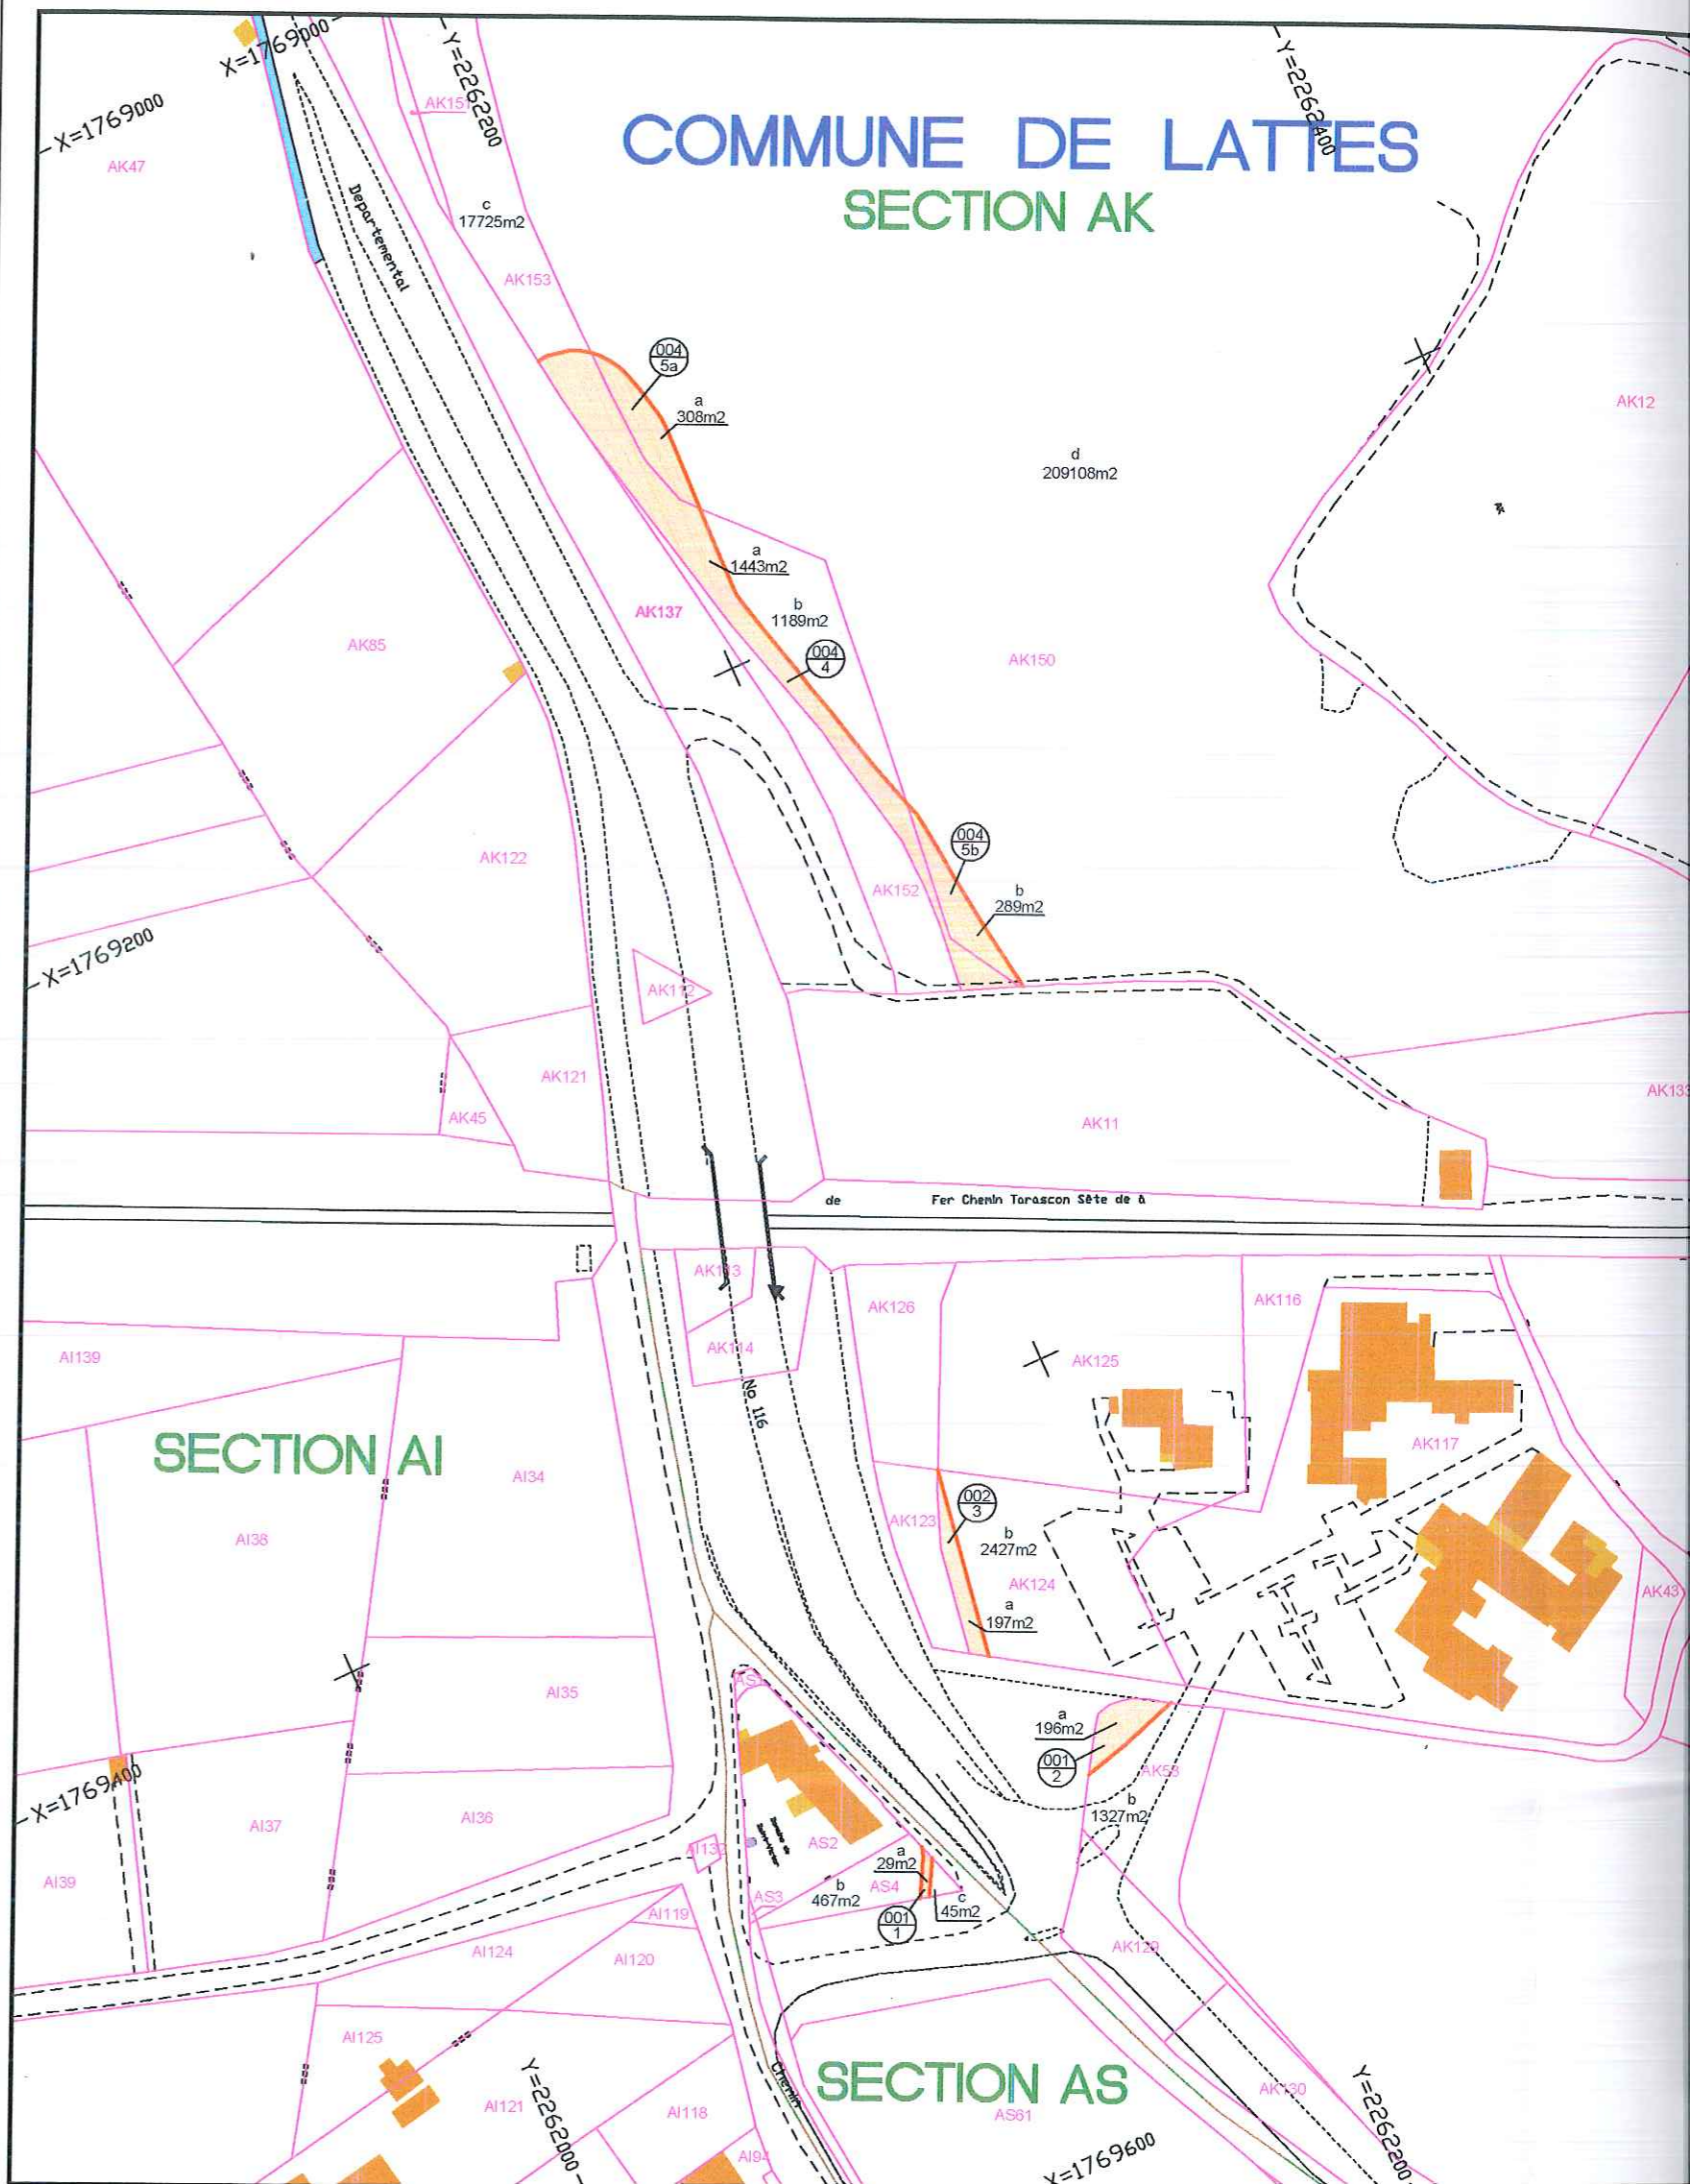 X=1769000
Y=2262200
Y=2262400
X=1769000
AK151
COMMUNE DE LATTES
SECTION AK
AK47
Departemental
c
17725m2
AK153
004
5a
a
308m2
AK12
d
209108m2
a
1443m2
b
1189m2
AK137
AK85
004
4
AK150
AK122
004
5b
AK152
b
289m2
X=1769200
AK112
AK121
AK45
AK11
AK133
de
Fer Chemin Tarascon Sète de à
AK113
AK126
AK116
AI139
AK114
AK125
No 116
SECTION AI
AI34
AK117
AI38
002
3
AK123
b
2427m2
AK124
a
197m2
AK43
AI35
a
196m2
001
2
AK53
X=1769400
b
1327m2
AI37
AI36
AS2
AI39
a
29m2
b
467m2
AS4
AS3
c
45m2
001
1
AI119
AI124
AI120
AK129
AI125
SECTION AS
Chemin
Y=2262000
AI121
AI118
AS61
AK130
Y=2262200
AI94
X=1769600